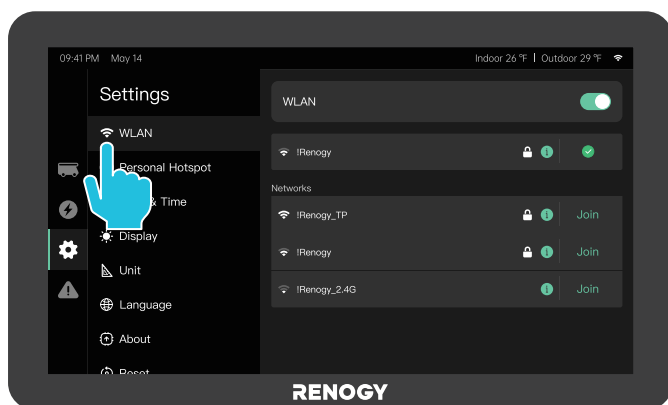 09:41 PM May 14 Indoor 26 °F | Outdoor 29 °F
Settings
WLAN
Personal Hotspot
& Time
Display
Unit
Language
About
Reset
WLAN
!Renogy
Networks
!Renogy_TP Join
!Renogy Join
!Renogy_2.4G Join
RENOGY